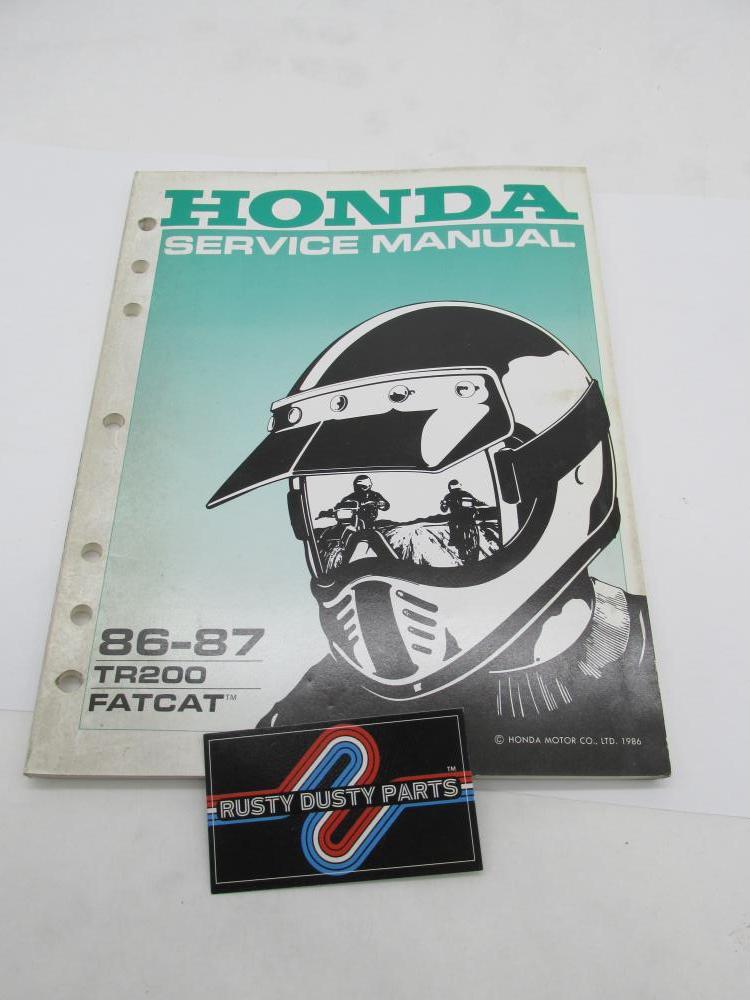 HONDA
SERVICE MANUAL
86-87
TR200
FATCAT™
© HONDA MOTOR CO., LTD. 1986
RUSTY DUSTY PARTS ™